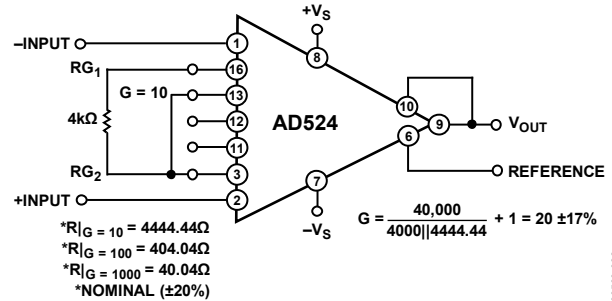 –INPUT
1
+VS
8
RG1
16
G = 10
13
10
4kΩ
12
AD524
9
VOUT
11
6
RG2
3
REFERENCE
7
+INPUT
2
–VS
G = 40,000 / 4000||4444.44 + 1 = 20 ±17%
*R|G = 10 = 4444.44Ω
*R|G = 100 = 404.04Ω
*R|G = 1000 = 40.04Ω
*NOMINAL (±20%)